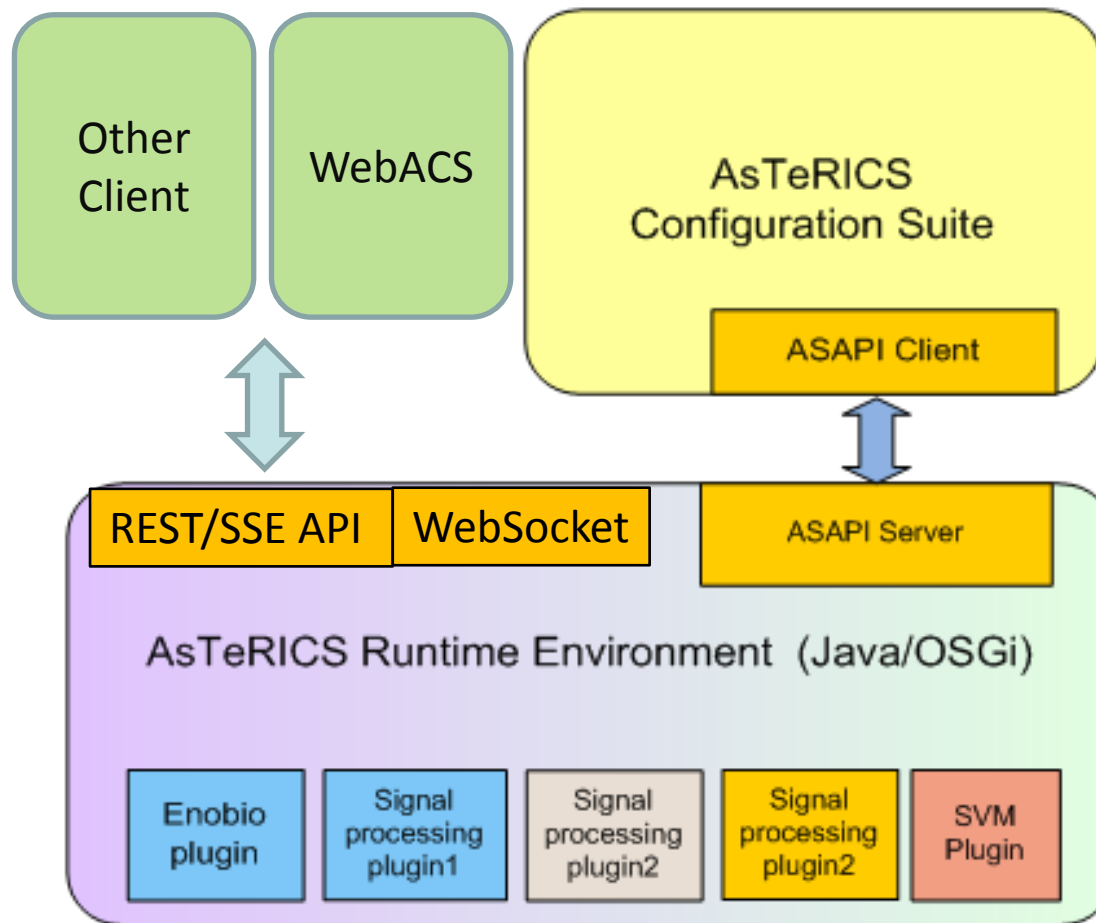 Other
Client
WebACS
AsTeRICS
Configuration Suite
ASAPI Client
REST/SSE API
WebSocket
ASAPI Server
AsTeRICS Runtime Environment (Java/OSGi)
Enobio
plugin
Signal
processing
plugin1
Signal
processing
plugin2
Signal
processing
plugin2
SVM
Plugin